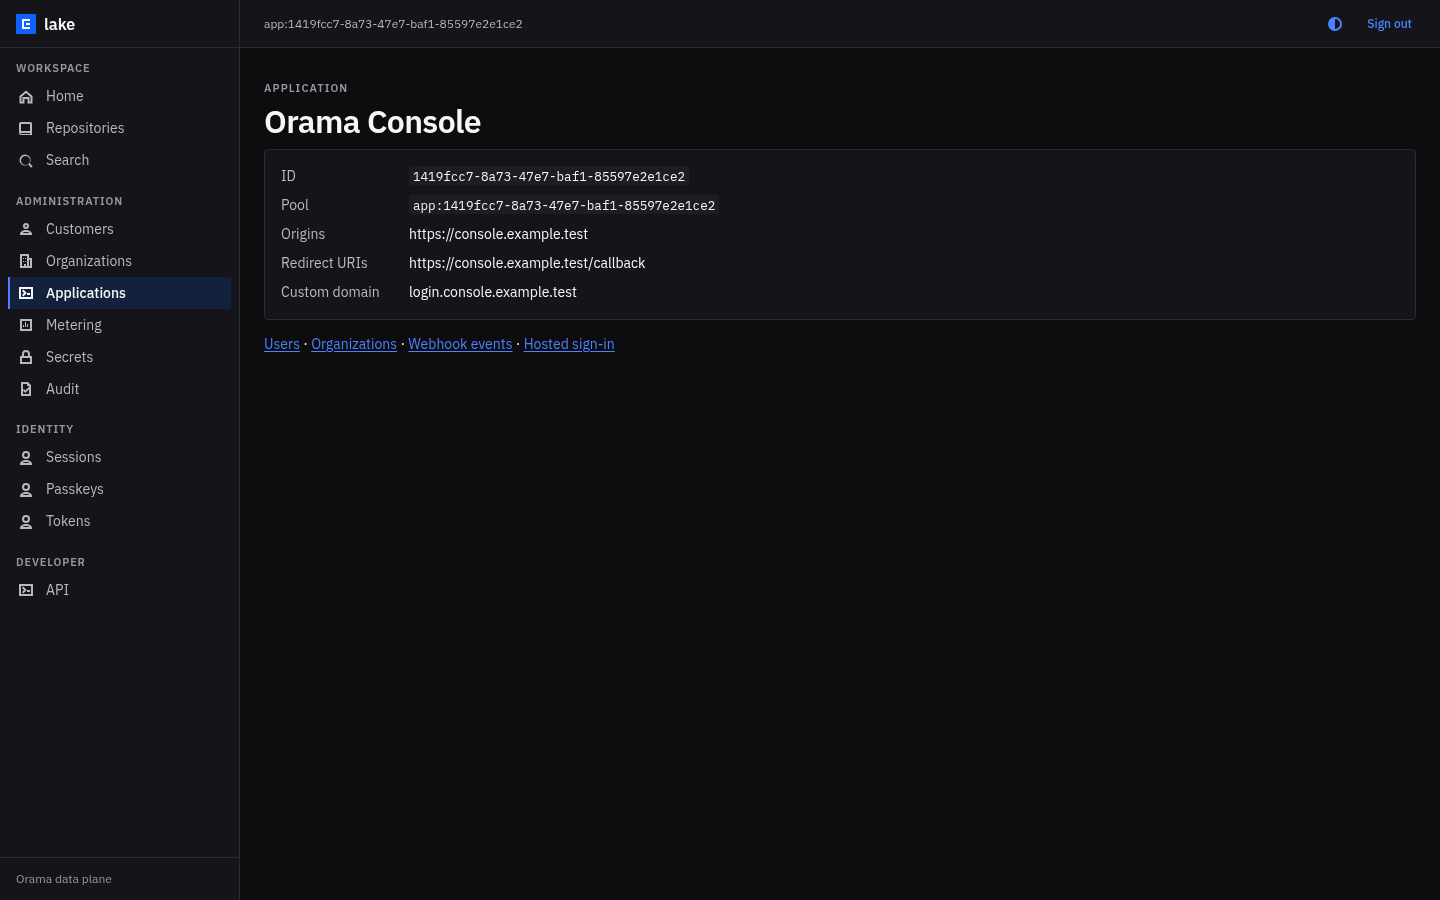 lake
app:1419fcc7-8a73-47e7-baf1-85597e2e1ce2
Sign out
WORKSPACE
Home
Repositories
Search
ADMINISTRATION
Customers
Organizations
Applications
Metering
Secrets
Audit
IDENTITY
Sessions
Passkeys
Tokens
DEVELOPER
API
Orama data plane
APPLICATION
Orama Console
ID 1419fcc7-8a73-47e7-baf1-85597e2e1ce2
Pool app:1419fcc7-8a73-47e7-baf1-85597e2e1ce2
Origins https://console.example.test
Redirect URIs https://console.example.test/callback
Custom domain login.console.example.test
Users · Organizations · Webhook events · Hosted sign-in